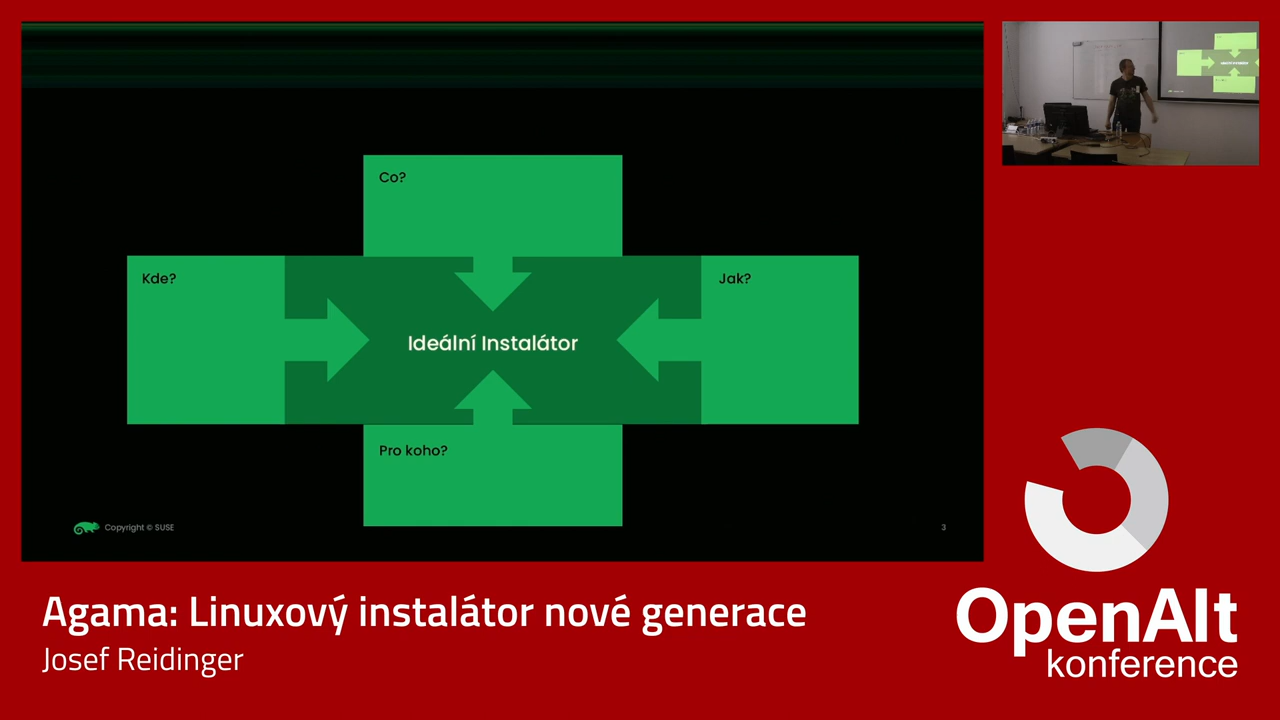 Co?
Kde?
Jak?
Ideální Instalátor
Pro koho?
Copyright © SUSE
3
Agama: Linuxový instalátor nové generace
Josef Reidinger
OpenAlt
konference